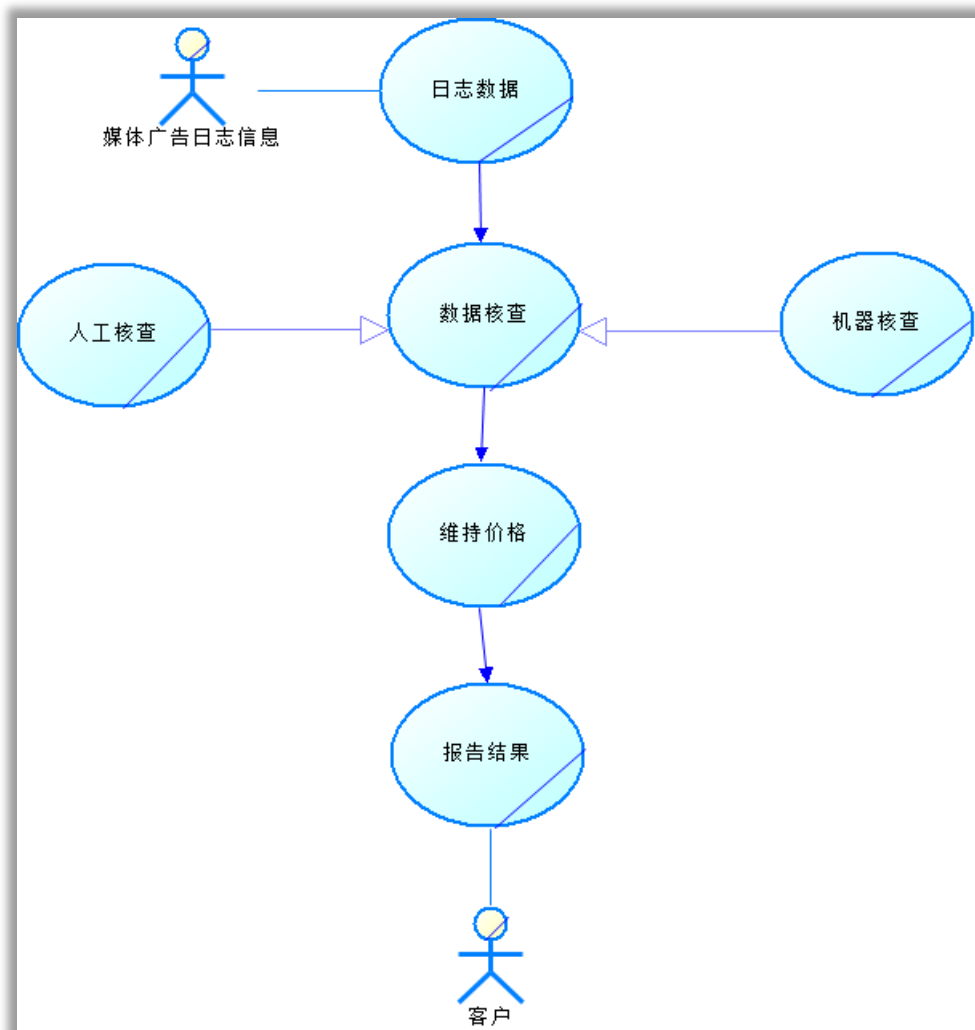 日志数据
媒体广告日志信息
人工核查
数据核查
机器核查
维持价格
报告结果
客户